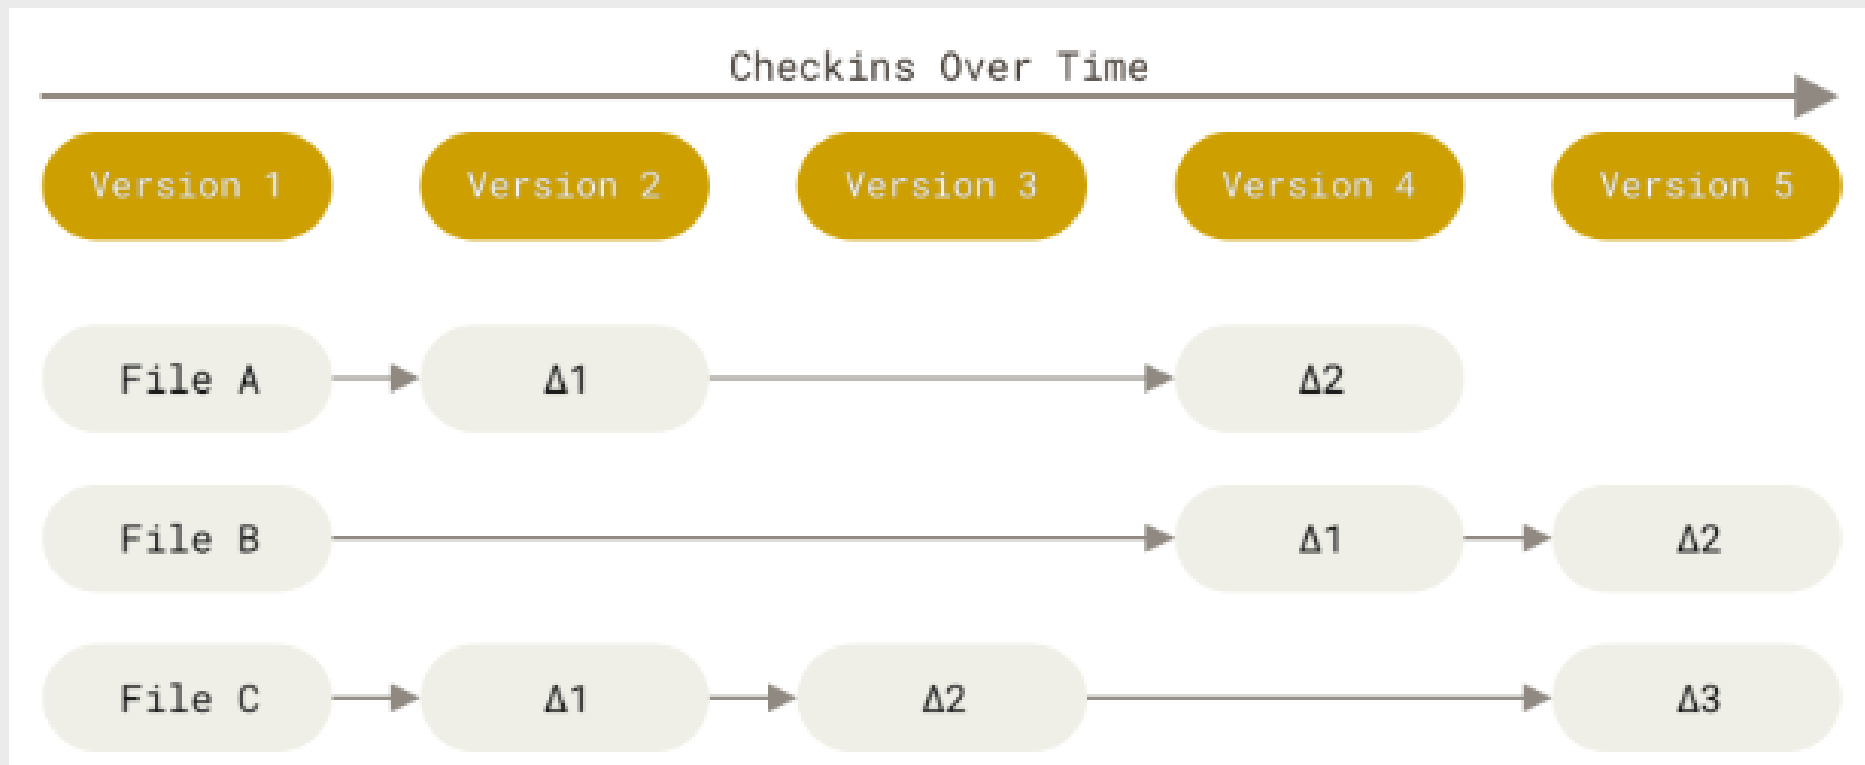 Checkins Over Time
Version 1 Version 2 Version 3 Version 4 Version 5
File A Δ1 Δ2
File B Δ1 Δ2
File C Δ1 Δ2 Δ3